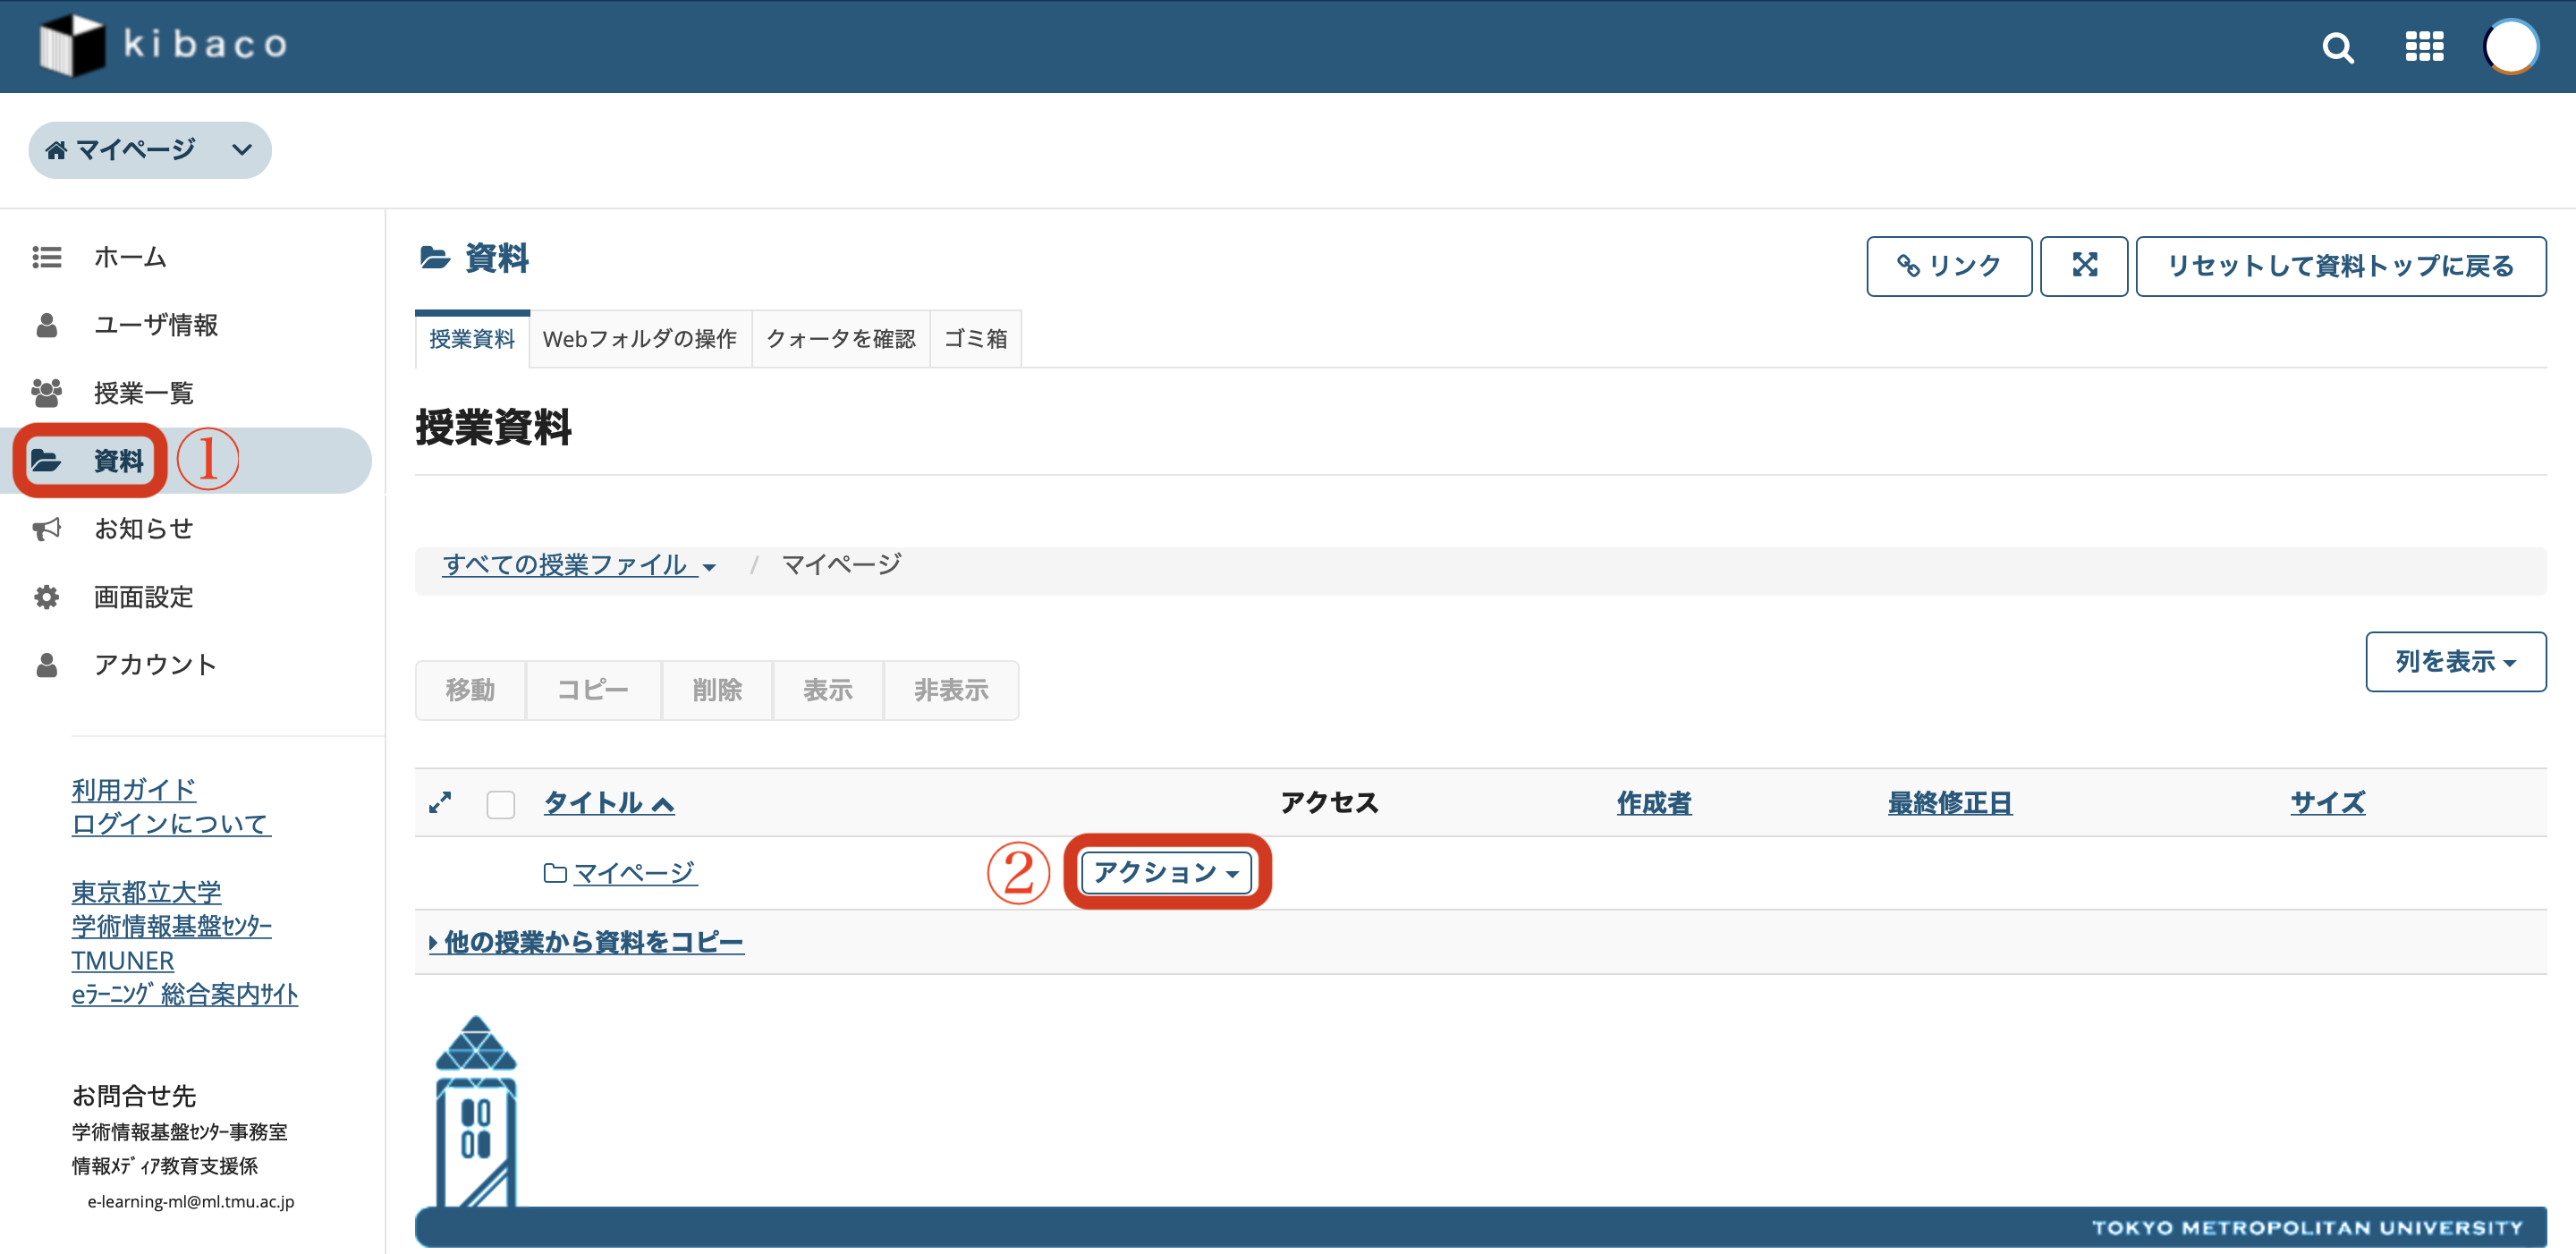 kibaco
マイページ
ホーム
ユーザ情報
授業一覧
資料 ①
お知らせ
画面設定
アカウント
利用ガイド
ログインについて
東京都立大学
学術情報基盤ｾﾝﾀｰ
TMUNER
eﾗｰﾆﾝｸﾞ総合案内ｻｲﾄ
お問合せ先
学術情報基盤ｾﾝﾀｰ事務室
情報ﾒﾃﾞｨｱ教育支援係
e-learning-ml@ml.tmu.ac.jp
資料
リンク リセットして資料トップに戻る
授業資料 Webフォルダの操作 クォータを確認 ゴミ箱
授業資料
すべての授業ファイル / マイページ
列を表示
移動 コピー 削除 表示 非表示
タイトル アクセス 作成者 最終修正日 サイズ
マイページ ② アクション
他の授業から資料をコピー
TOKYO METROPOLITAN UNIVERSITY